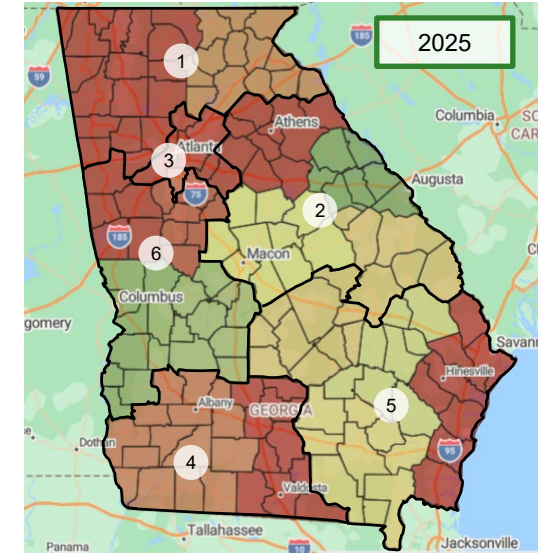 2025
185
59
1
Columbia
SO
CAR
Athens
Atlanta
3
75
Augusta
2
185
6
Macon
Columbus
gomery
Savann
Hinesville
Albany
GEORGIA
5
Dothan
4
95
Valdosta
Tallahassee
10
Panama
Jacksonville